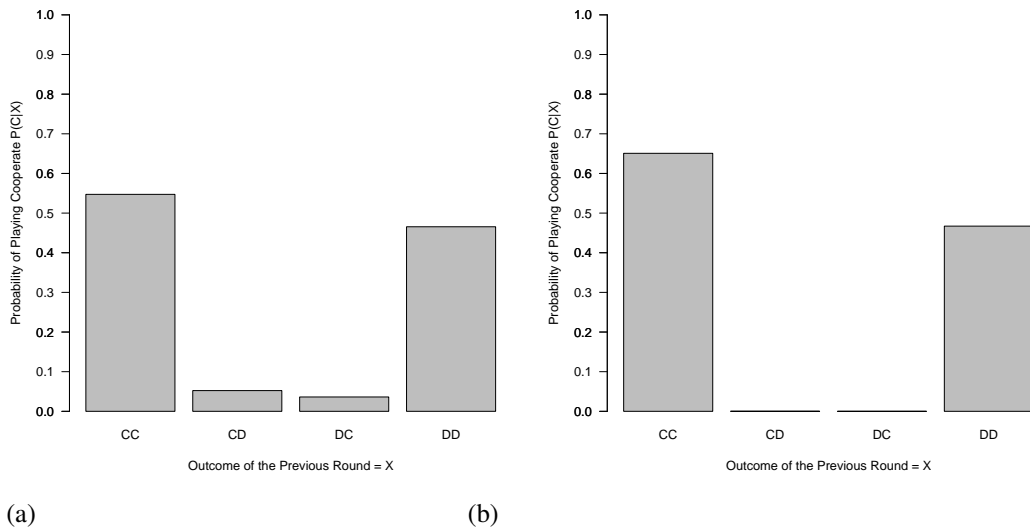 1.0
0.9
0.8
0.7
0.6
0.5
0.4
0.3
0.2
0.1
0.0
Probability of Playing Cooperate P(C|X)
CC CD DC DD
Outcome of the Previous Round = X
(a)
1.0
0.9
0.8
0.7
0.6
0.5
0.4
0.3
0.2
0.1
0.0
Probability of Playing Cooperate P(C|X)
CC CD DC DD
Outcome of the Previous Round = X
(b)